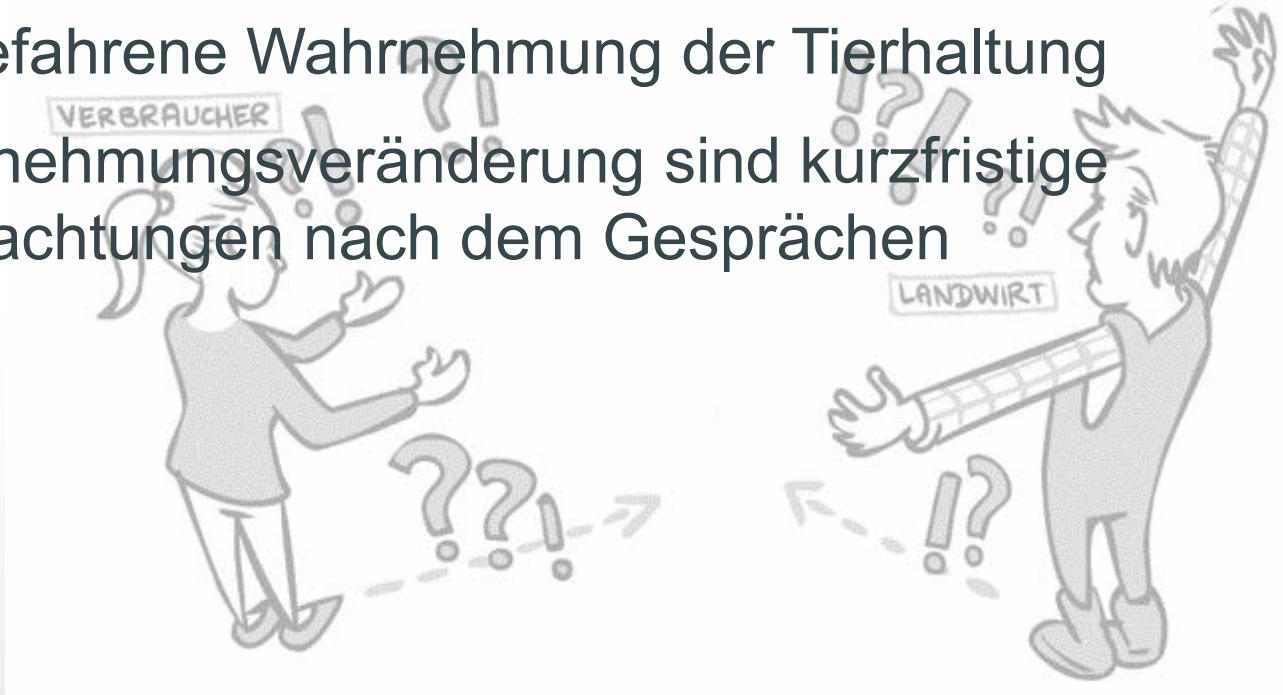 efahrene Wahrnehmung der Tierhaltung
VERBRAUCHER
nehmungsveränderung sind kurzfristige
achtungen nach dem Gesprächen
LANDWIRT
??!
!?
?!
!?!
?!
!!